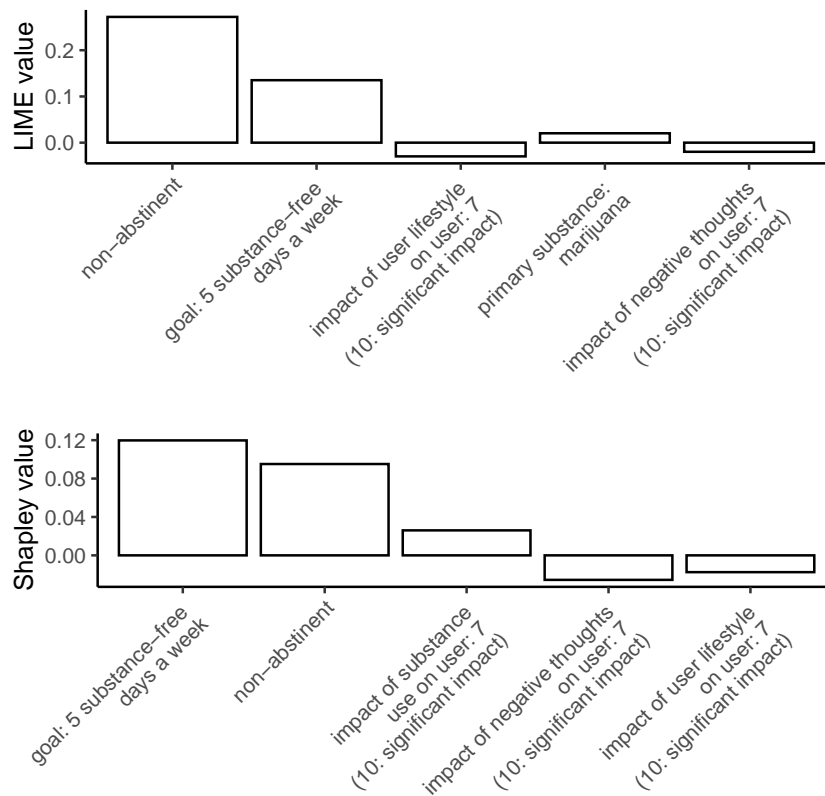 LIME value
0.2
0.1
0.0
non−abstinent
goal: 5 substance−free
days a week
impact of user lifestyle
on user: 7
(10: significant impact)
primary substance:
marijuana
impact of negative thoughts
on user: 7
(10: significant impact)
Shapley value
0.12
0.08
0.04
0.00
goal: 5 substance−free
days a week
non−abstinent
impact of substance
use on user: 7
(10: significant impact)
impact of negative thoughts
on user: 7
(10: significant impact)
impact of user lifestyle
on user: 7
(10: significant impact)